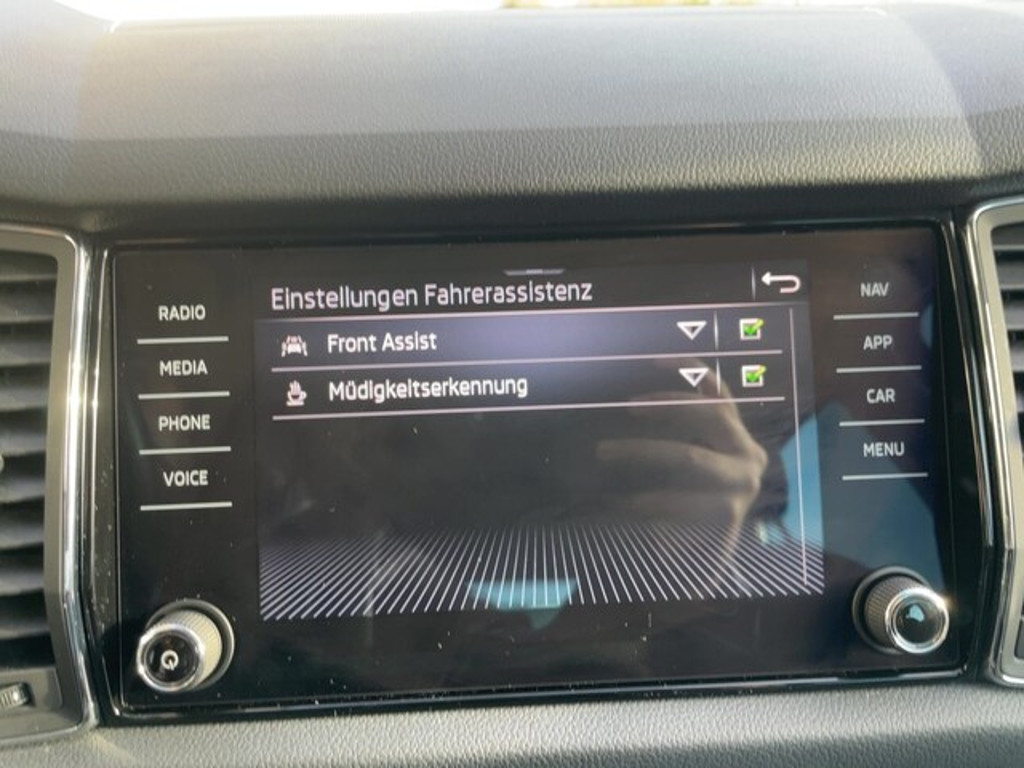 Einstellungen Fahrerassistenz
Front Assist
Müdigkeitserkennung
RADIO
MEDIA
PHONE
VOICE
NAV
APP
CAR
MENU